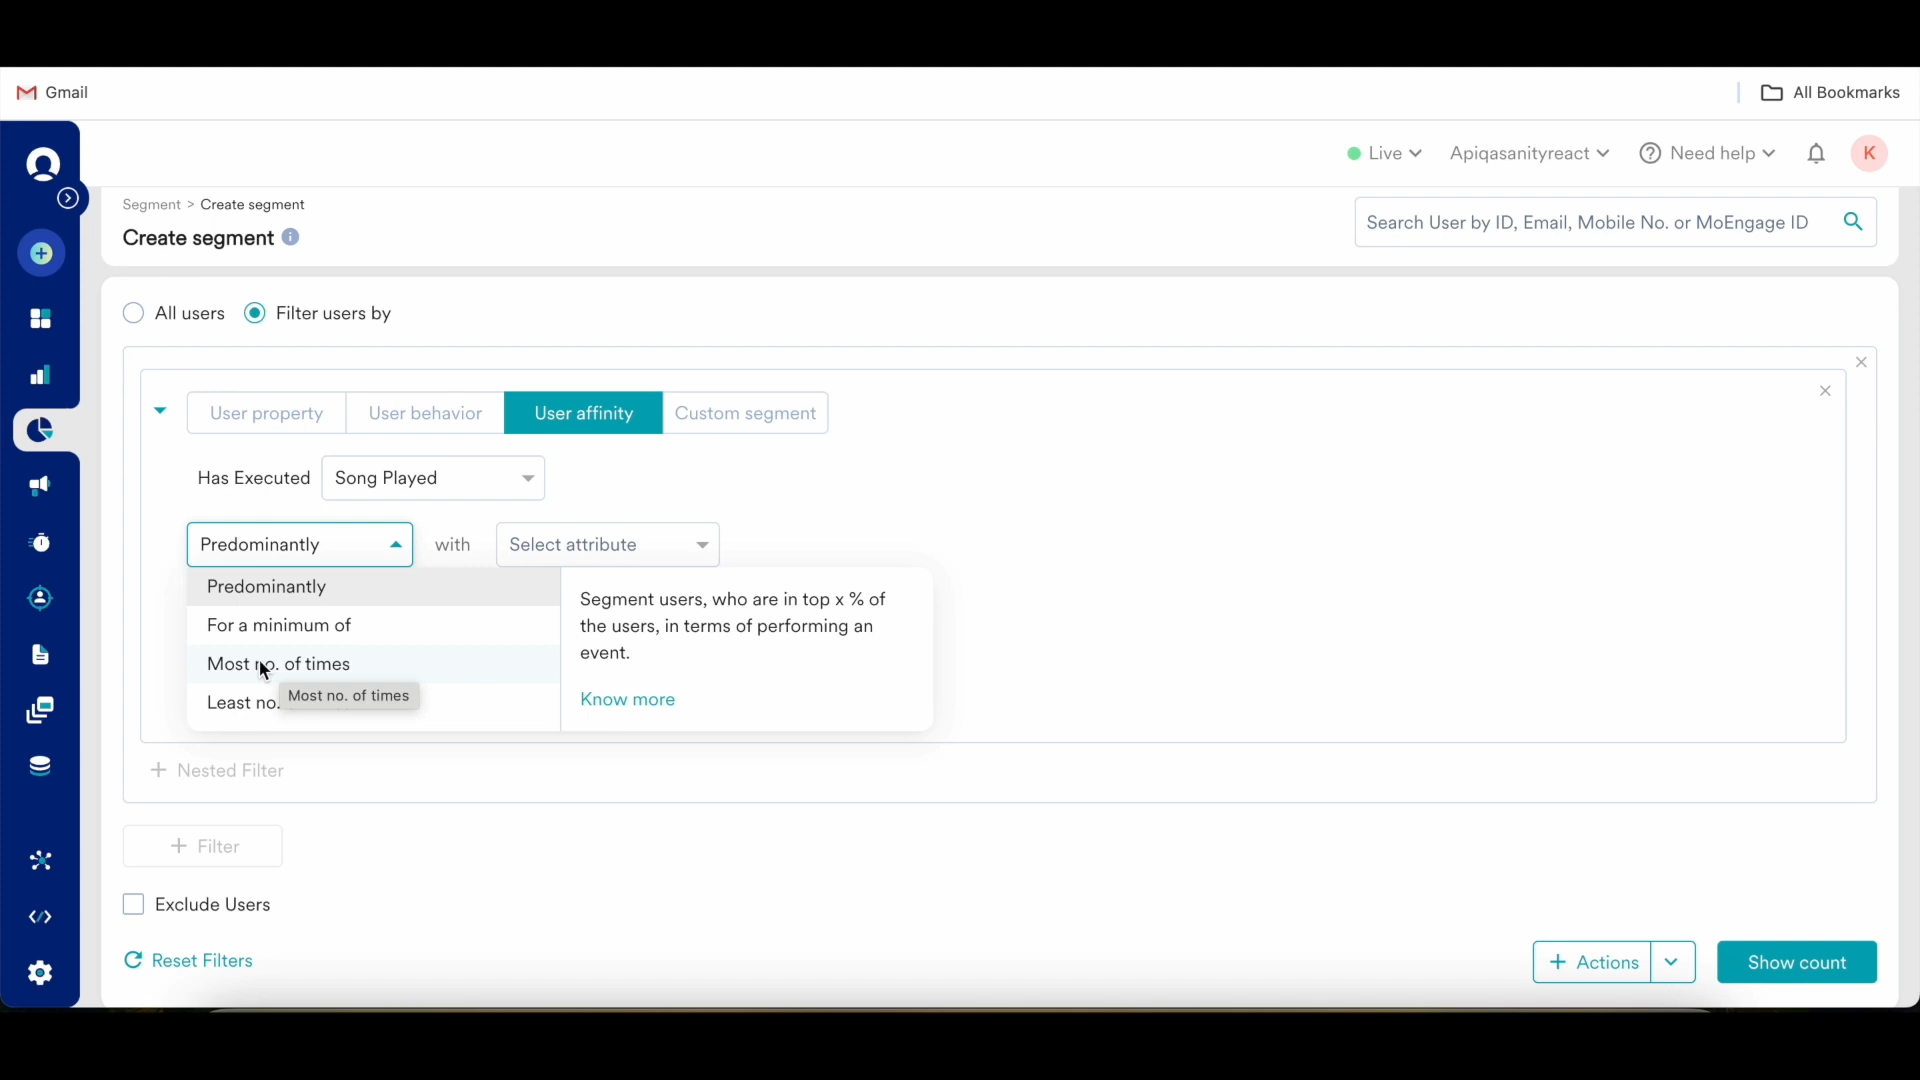 Gmail
All Bookmarks
Live
Apiqasanityreact
Need help
K
Segment > Create segment
Create segment
Search User by ID, Email, Mobile No. or MoEngage ID
All users
Filter users by
User property
User behavior
User affinity
Custom segment
Has Executed
Song Played
Predominantly
with
Select attribute
Predominantly
For a minimum of
Most no. of times
Least no.
Most no. of times
Segment users, who are in top x % of
the users, in terms of performing an
event.
Know more
+ Nested Filter
+ Filter
Exclude Users
Reset Filters
+ Actions
Show count